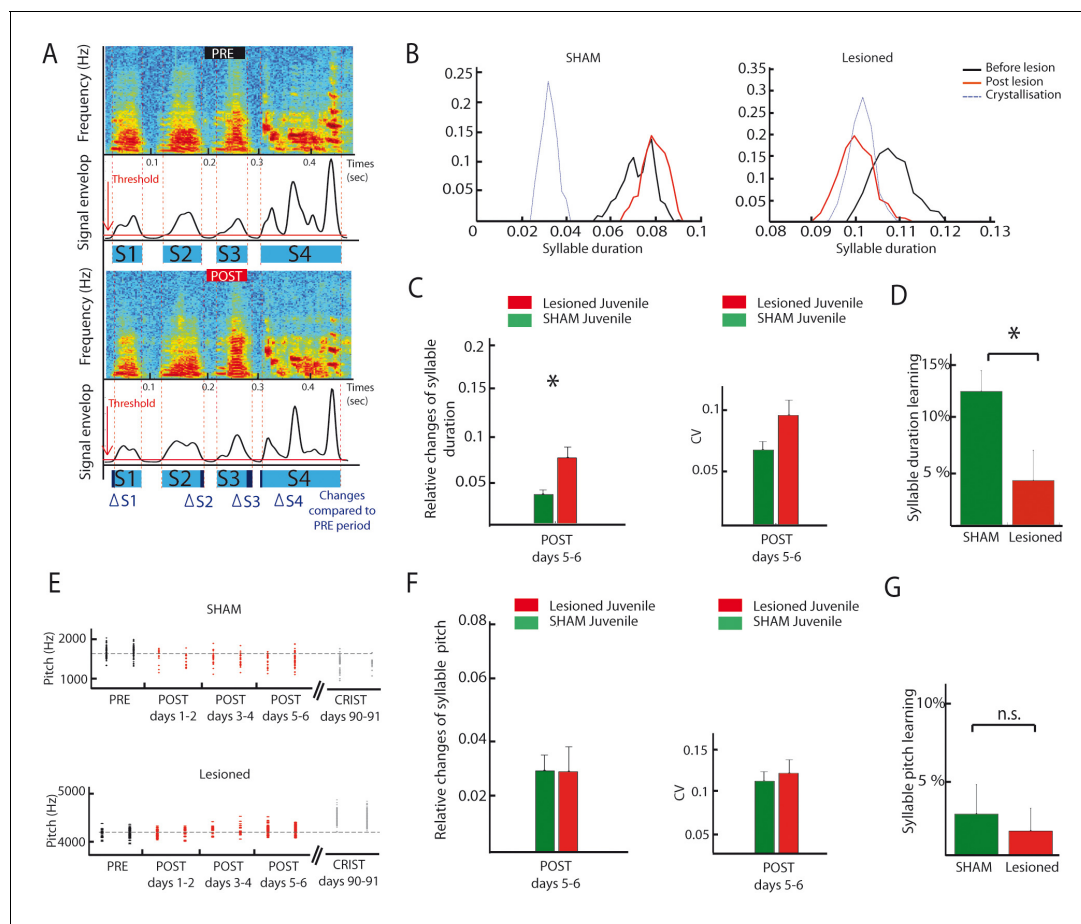 A
PRE
Frequency (Hz)
0.1 0.2 0.3 0.4 Times (sec)
Threshold
Signal envelop
S1 S2 S3 S4
POST
Frequency (Hz)
0.1 0.2 0.3 0.4 Times (sec)
Threshold
Signal envelop
S1 S2 S3 S4
ΔS1 ΔS2 ΔS3 ΔS4 Changes compared to PRE period
B
SHAM
0.25
0.2
0.15
0.1
0.05
0 0.02 0.04 0.06 0.08 0.1
Syllable duration
Lesioned
0.35
0.3
0.25
0.2
0.15
0.1
0.05
0.08 0.09 0.1 0.11 0.12 0.13
Syllable duration
Before lesion
Post lesion
Crystallisation
C
Lesioned Juvenile
SHAM Juvenile
Relative changes of syllable duration
0.2
0.15
0.1
0.05
*
POST
days 5-6
Lesioned Juvenile
SHAM Juvenile
CV
0.1
0.05
POST
days 5-6
D
Syllable duration learning
15%
10%
5 %
*
SHAM Lesioned
E
SHAM
Pitch (Hz)
2000
1000
PRE POST POST POST CRIST
days 1-2 days 3-4 days 5-6 days 90-91
Lesioned
Pitch (Hz)
5000
4000
PRE POST POST POST CRIST
days 1-2 days 3-4 days 5-6 days 90-91
F
Lesioned Juvenile
SHAM Juvenile
Relative changes of syllable pitch
0.08
0.06
0.04
0.02
POST
days 5-6
Lesioned Juvenile
SHAM Juvenile
CV
0.15
0.1
0.05
POST
days 5-6
G
Syllable pitch learning
10%
5 %
n.s.
SHAM Lesioned